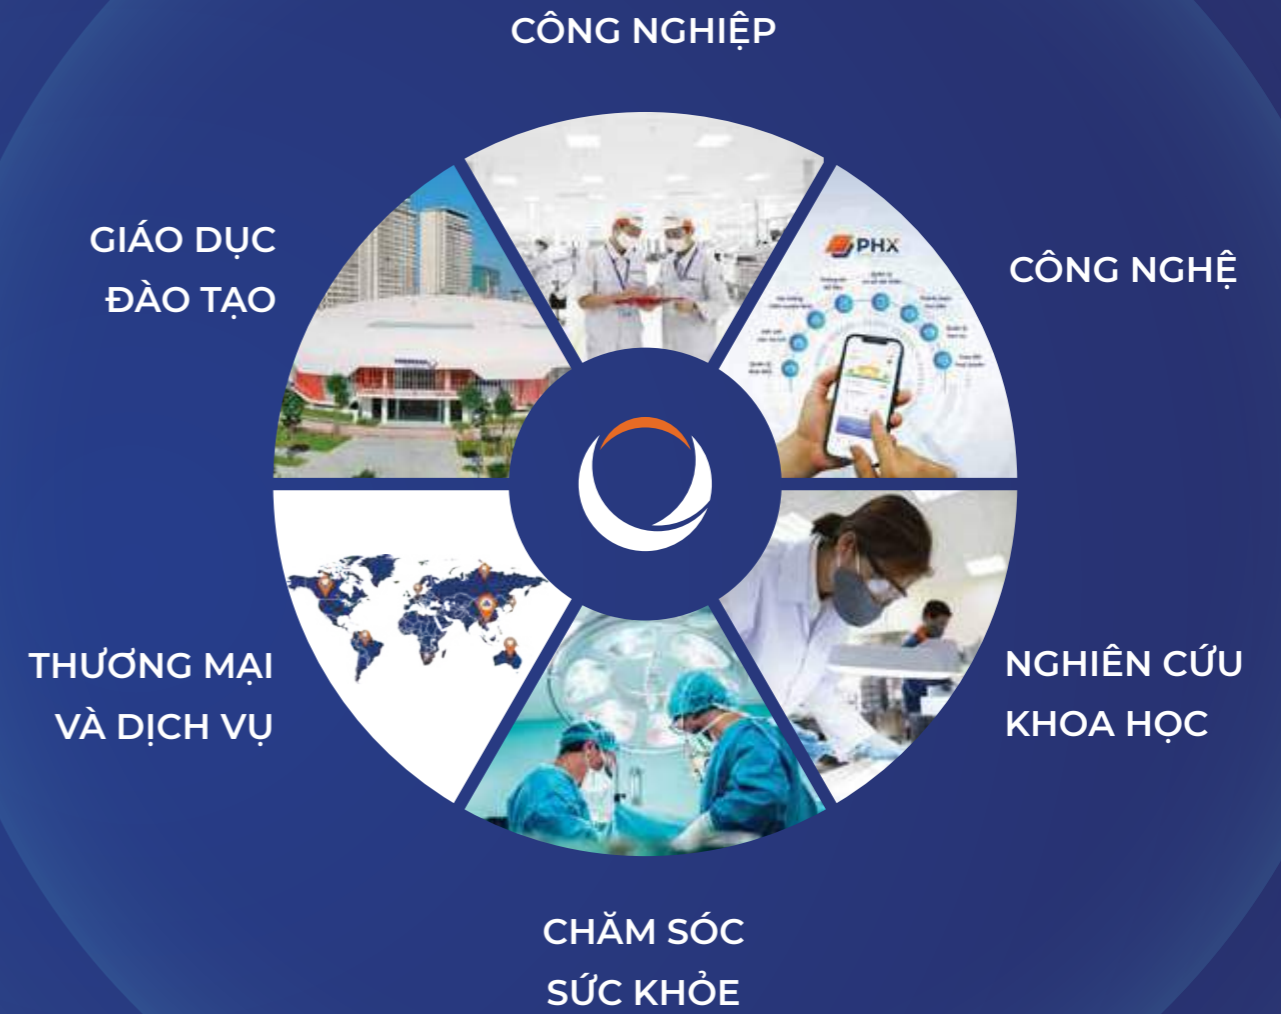 CÔNG NGHIỆP
GIÁO DỤC
ĐÀO TẠO
CÔNG NGHỆ
PHX
THƯƠNG MẠI
VÀ DỊCH VỤ
NGHIÊN CỨU
KHOA HỌC
CHĂM SÓC
SỨC KHỎE